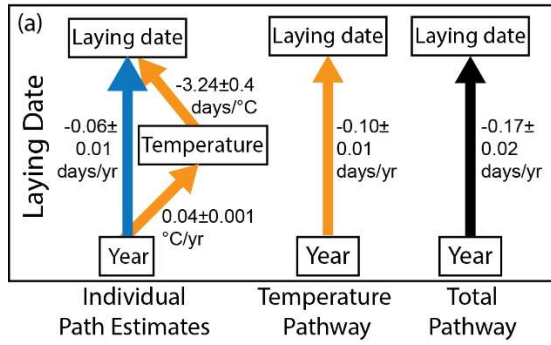 (a)
Laying Date
Laying date
-3.24±0.4
days/°C
-0.06±
0.01
days/yr
Temperature
0.04±0.001
°C/yr
Year
Individual
Path Estimates
Laying date
-0.10±
0.01
days/yr
Year
Temperature
Pathway
Laying date
-0.17±
0.02
days/yr
Year
Total
Pathway